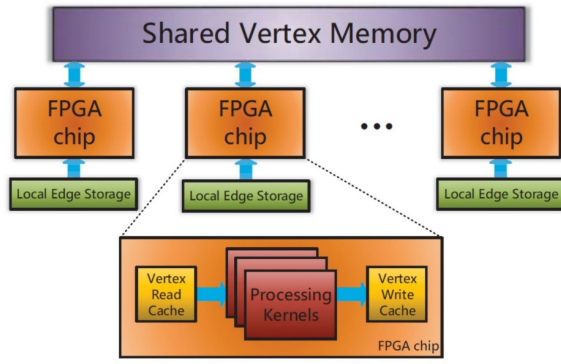 Shared Vertex Memory
FPGA
chip
FPGA
chip
...
FPGA
chip
Local Edge Storage
Local Edge Storage
Local Edge Storage
Vertex
Read
Cache
Processing
Kernels
Vertex
Write
Cache
FPGA chip